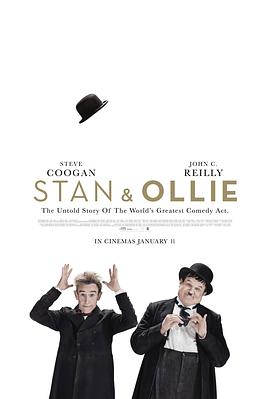 STEVE COOGAN
JOHN C. REILLY
STAN & OLLIE
The Untold Story Of The World's Greatest Comedy Act.
IN CINEMAS JANUARY 11